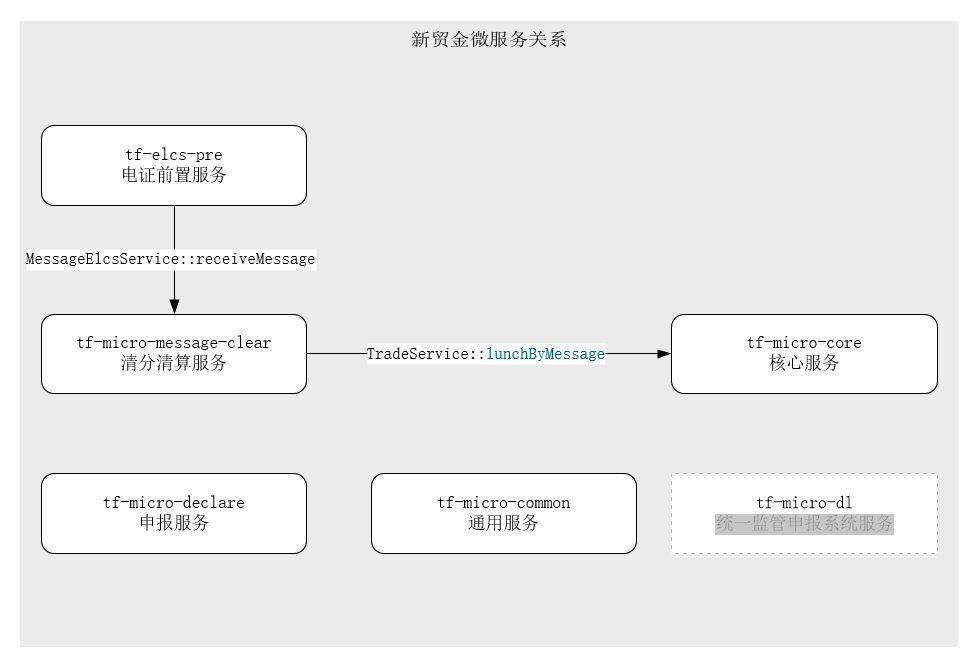 新贸金微服务关系
tf-elcs-pre
电证前置服务
MessageElcsService::receiveMessage
tf-micro-message-clear
清分清算服务
TradeService::lunchByMessage
tf-micro-core
核心服务
tf-micro-declare
申报服务
tf-micro-common
通用服务
tf-micro-dl
统一监管申报系统服务